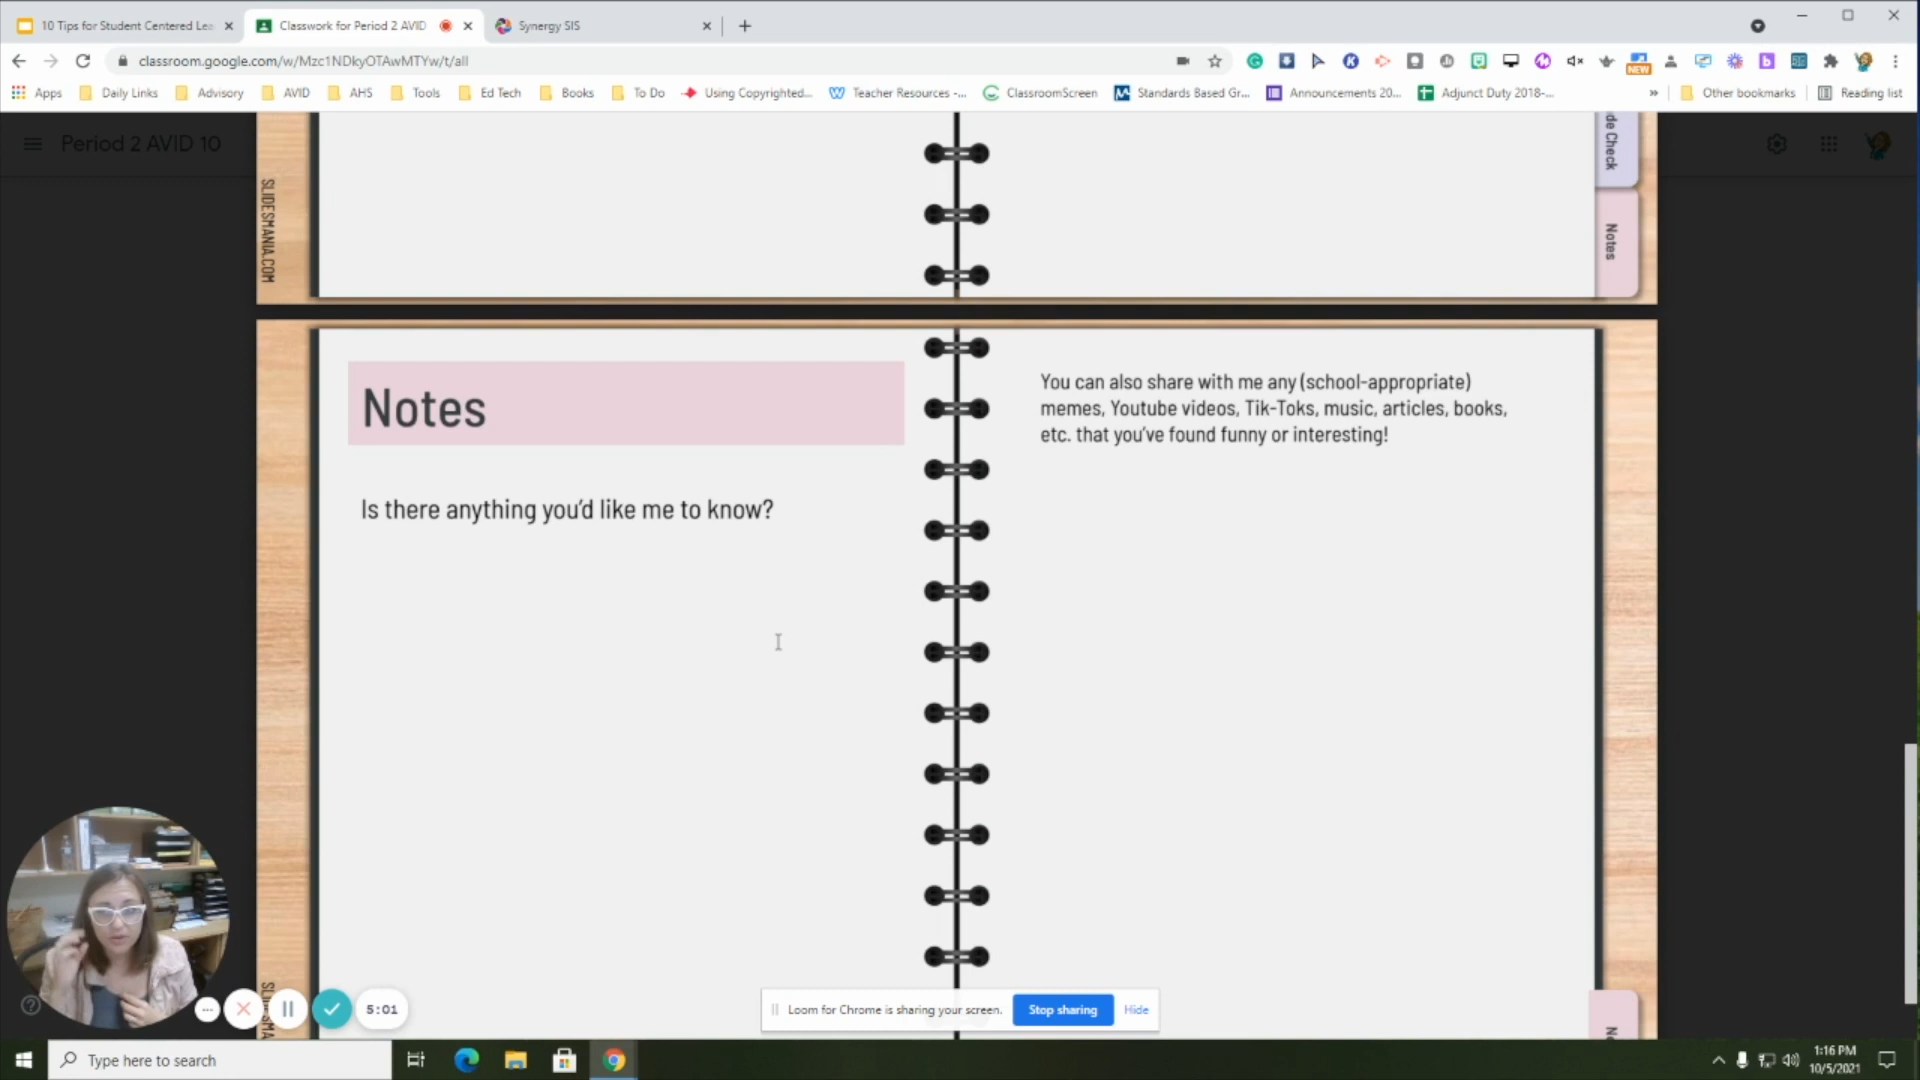 10 Tips for Student Centered Lea
Classwork for Period 2 AVID
Synergy SIS
classroom.google.com/w/Mzc1NDkyOTAwMTYw/t/all
NEW
Apps
Daily Links
Advisory
AVID
AHS
Tools
Ed Tech
Books
To Do
Using Copyrighted...
Teacher Resources -...
ClassroomScreen
Standards Based Gr...
Announcements 20...
Adjunct Duty 2018-...
»
Other bookmarks
Reading list
Period 2 AVID 10
SLIDESMANIA.COM
de Check
Notes
Notes
Is there anything you'd like me to know?
You can also share with me any (school-appropriate)
memes, Youtube videos, Tik-Toks, music, articles, books,
etc. that you've found funny or interesting!
5:01
Loom for Chrome is sharing your screen.
Stop sharing
Hide
Type here to search
1:16 PM
10/5/2021